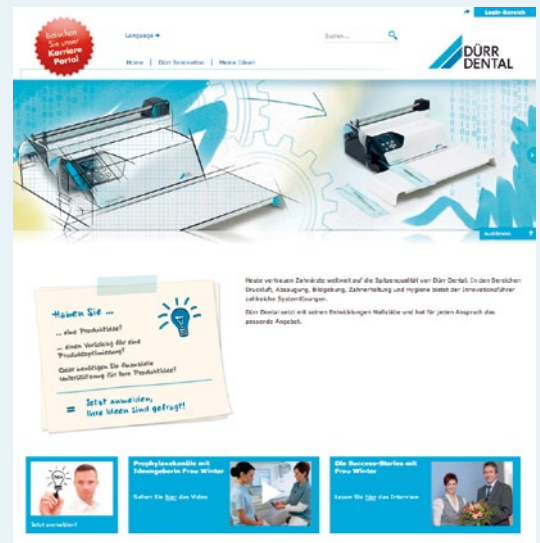 Login-Bereich
Besuchen
Sie unser
Karriere
Portal
Language
Suchen...
DÜRR
DENTAL
Home | Dürr Innovation | Meine Ideen
Ausblenden
Heute vertrauen Zahnärzte weltweit auf die Spitzenqualität von Dürr Dental. In den Bereichen
Druckluft, Absaugung, Bildgebung, Zahnerhaltung und Hygiene bietet der Innovationsführer
zahlreiche Systemlösungen.
Dürr Dental setzt mit seinen Entwicklungen Maßstäbe und hat für jeden Anspruch das
passende Angebot.
Haben Sie ...
... eine Produktidee?
... einen Vorschlag für eine
Produktoptimierung?
Oder benötigen Sie finanzielle
Unterstützung für Ihre Produktidee?
= Jetzt anmelden,
Ihre Ideen sind gefragt!
Jetzt anmelden!
Prophylaxekanüle mit
Ideengeberin Frau Winter
Sehen Sie hier das Video
Die Success-Stories mit
Frau Winter
Lesen Sie hier das Interview